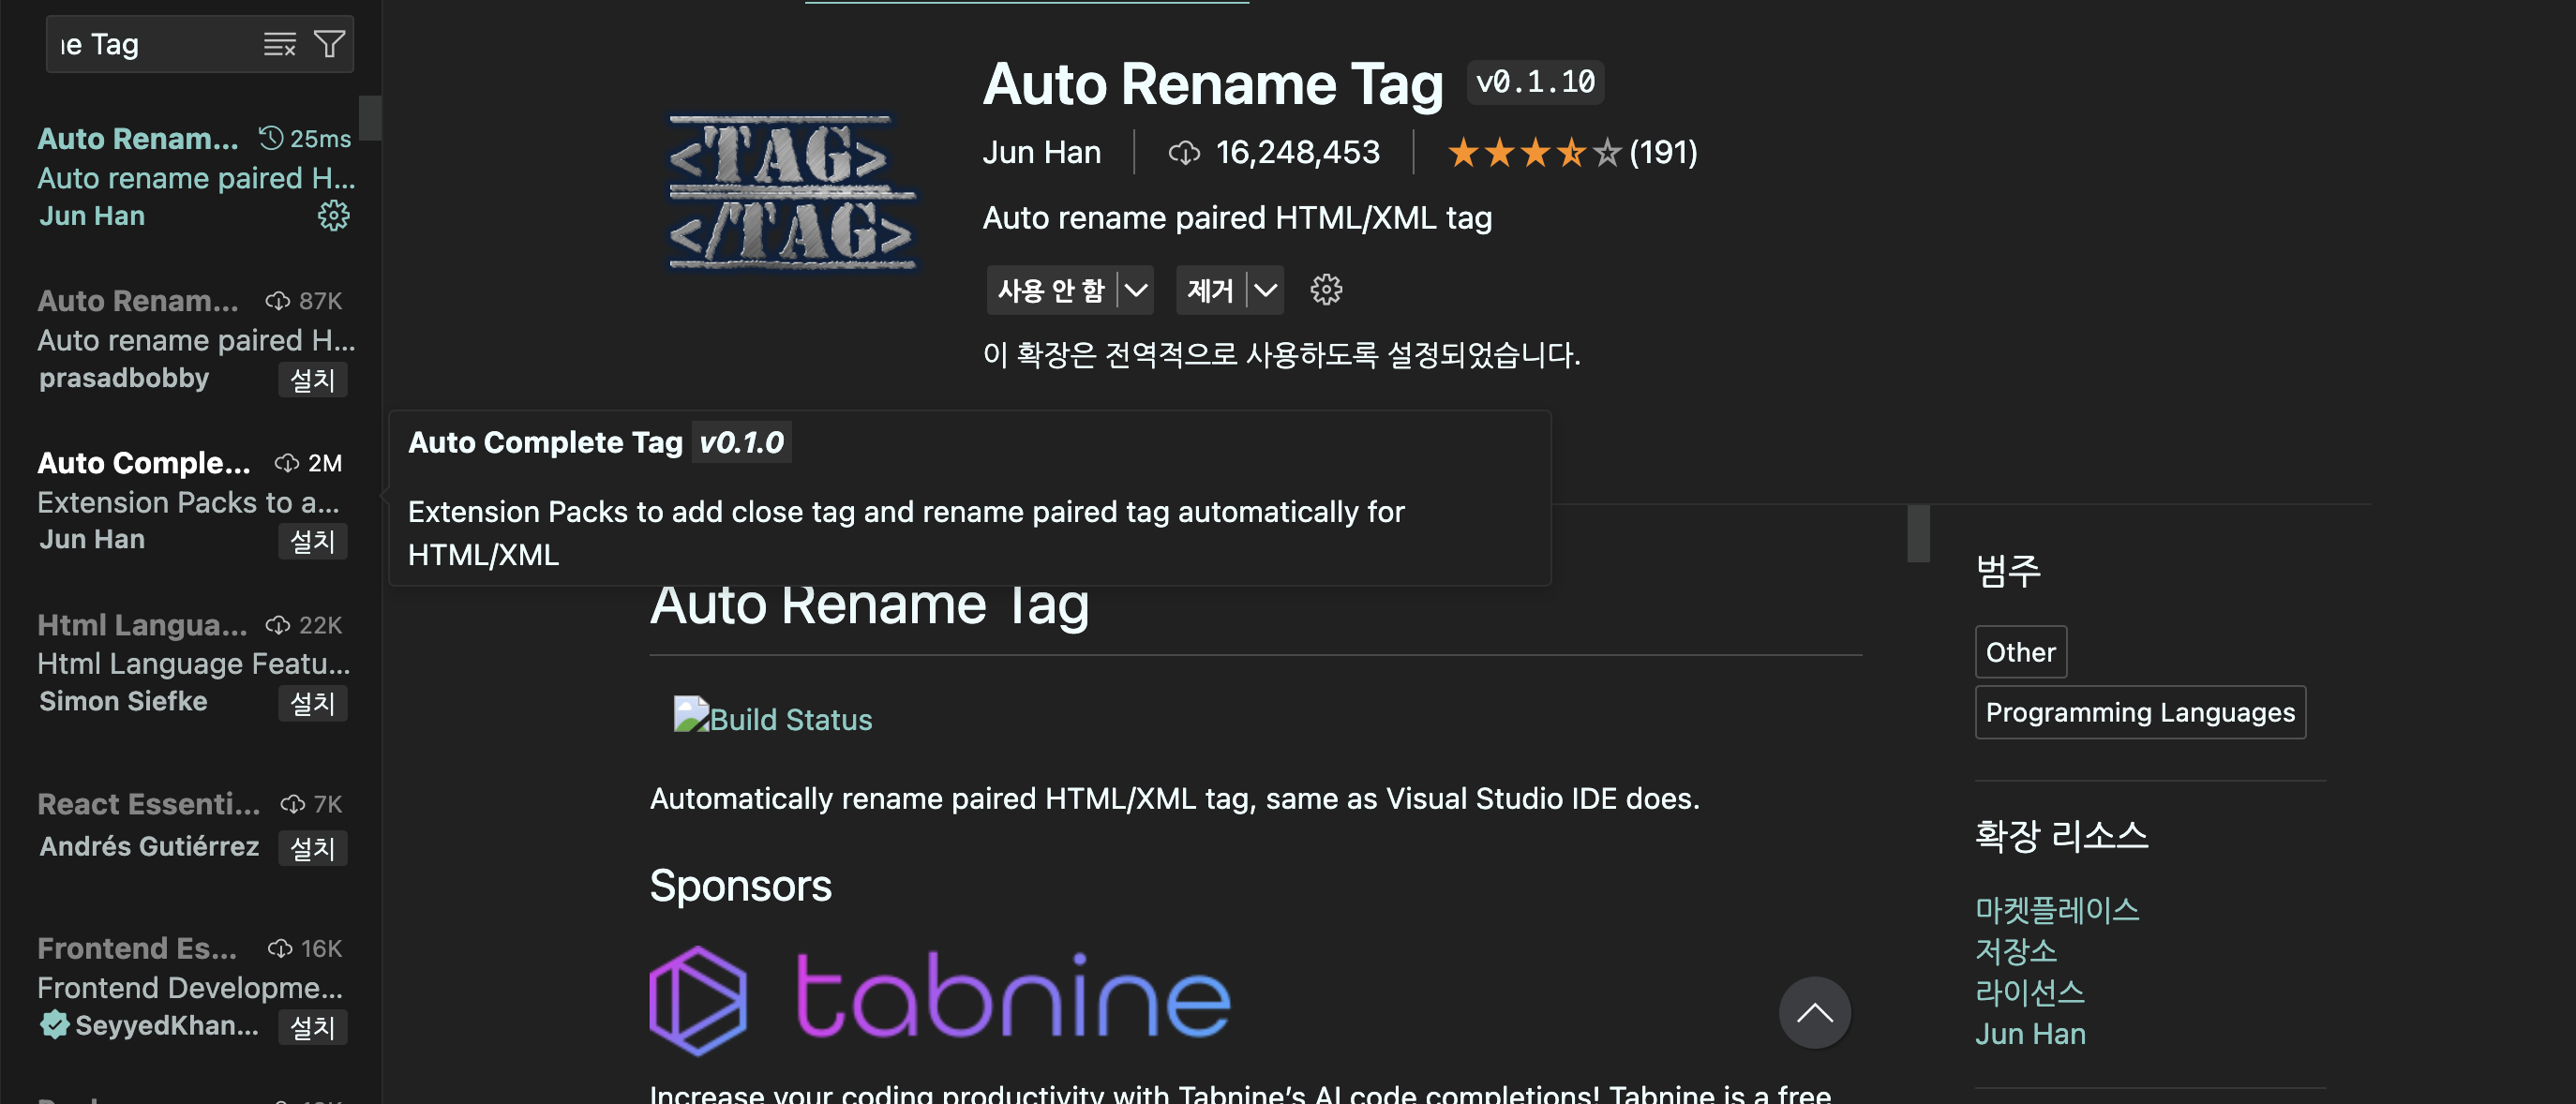 ne Tag
Auto Renam... 25ms
Auto rename paired H...
Jun Han
Auto Renam... 87K
Auto rename paired H...
prasadbobby 설치
Auto Comple... 2M
Extension Packs to a...
Jun Han 설치
Html Langua... 22K
Html Language Featu...
Simon Siefke 설치
React Essenti... 7K
Andrés Gutiérrez 설치
Frontend Es... 16K
Frontend Developme...
SeyyedKhan... 설치
<TAG>
</TAG>
Auto Rename Tag v0.1.10
Jun Han 16,248,453 (191)
Auto rename paired HTML/XML tag
사용 안 함 제거
이 확장은 전역적으로 사용하도록 설정되었습니다.
Auto Complete Tag v0.1.0
Extension Packs to add close tag and rename paired tag automatically for
HTML/XML
Auto Rename Tag
Build Status
Automatically rename paired HTML/XML tag, same as Visual Studio IDE does.
Sponsors
tabnine
Increase your coding productivity with Tabnine's AI code completions! Tabnine is a free
범주
Other
Programming Languages
확장 리소스
마켓플레이스
저장소
라이선스
Jun Han